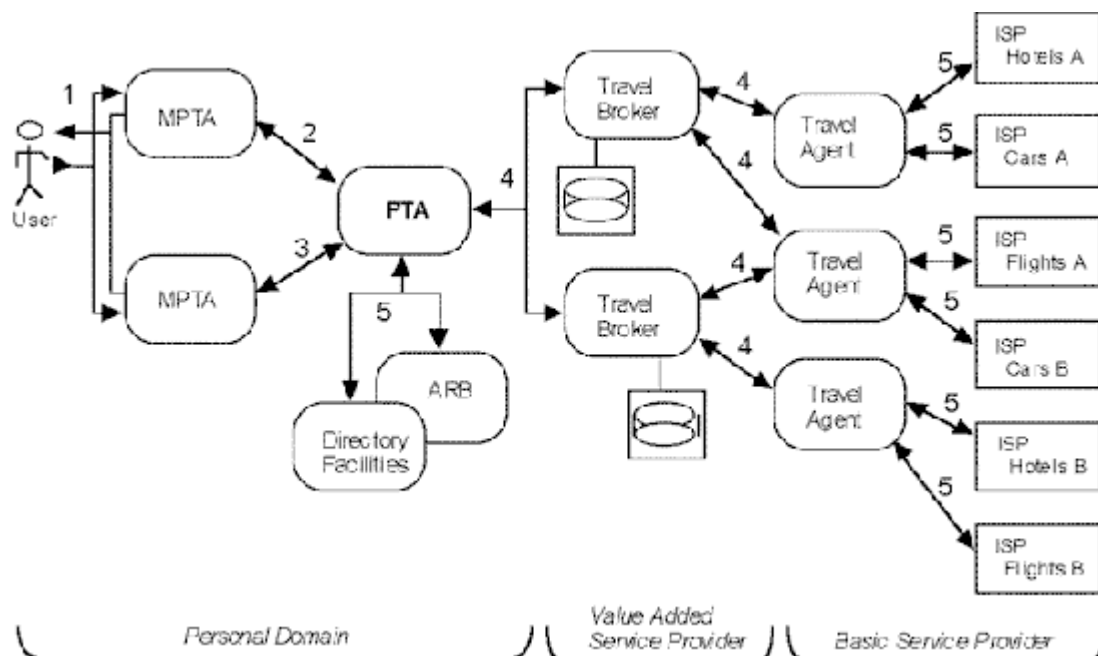 1
User
MPTA
MPTA
2
3
PTA
5
ARB
Directory
Facilities
4
Travel
Broker
Travel
Broker
4
4
4
4
Travel
Agent
Travel
Agent
Travel
Agent
5
5
5
5
5
5
ISP
Hotels A
ISP
Cars A
ISP
Flights A
ISP
Cars B
ISP
Hotels B
ISP
Flights B
Personal Domain
Value Added
Service Provider
Basic Service Provider